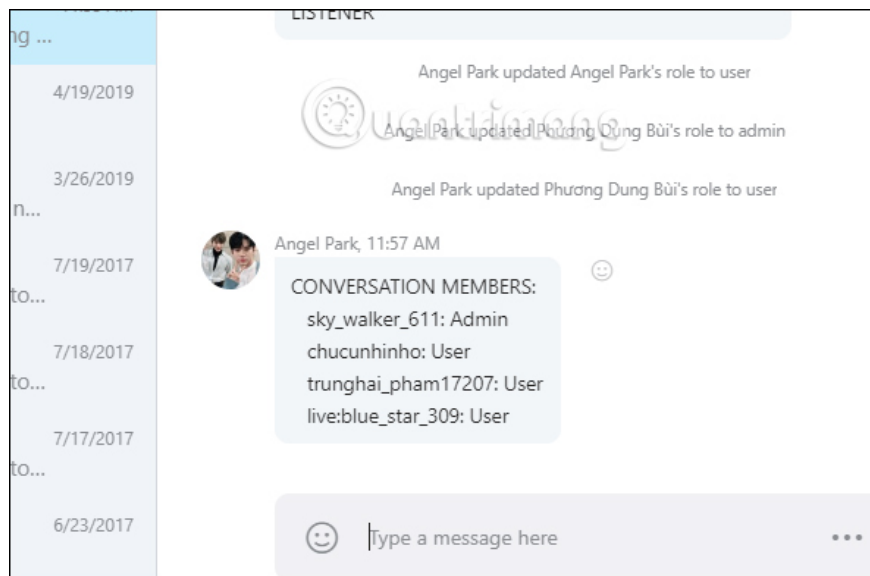 LISTENER
ng ...
4/19/2019
3/26/2019
n...
7/19/2017
to...
7/18/2017
to...
7/17/2017
to...
6/23/2017
Angel Park updated Angel Park's role to user
Quantrimang
Angel Park updated Phương Dung Bùi's role to admin
Angel Park updated Phương Dung Bùi's role to user
Angel Park, 11:57 AM
CONVERSATION MEMBERS:
sky_walker_611: Admin
chucunhinho: User
trunghai_pham17207: User
live:blue_star_309: User
Type a message here